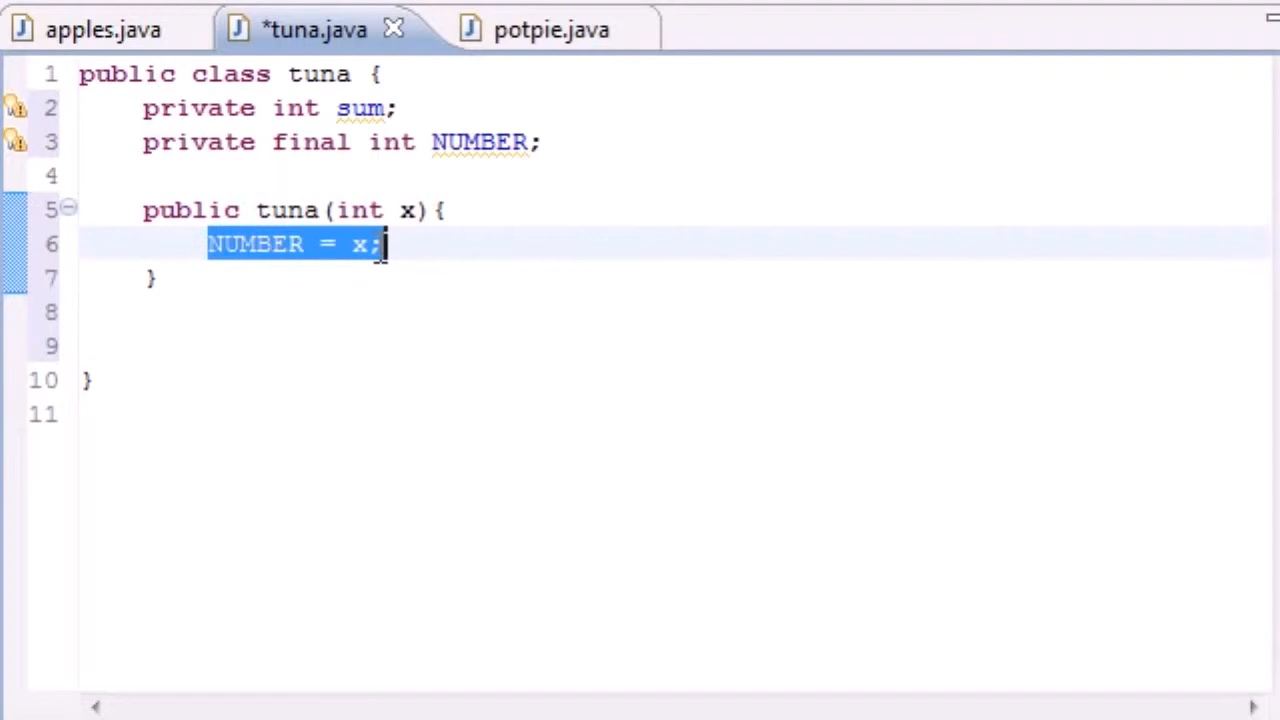 apples.java *tuna.java potpie.java
1 public class tuna {
2 private int sum;
3 private final int NUMBER;
4
5 public tuna(int x){
6 NUMBER = x;
7 }
8
9
10 }
11